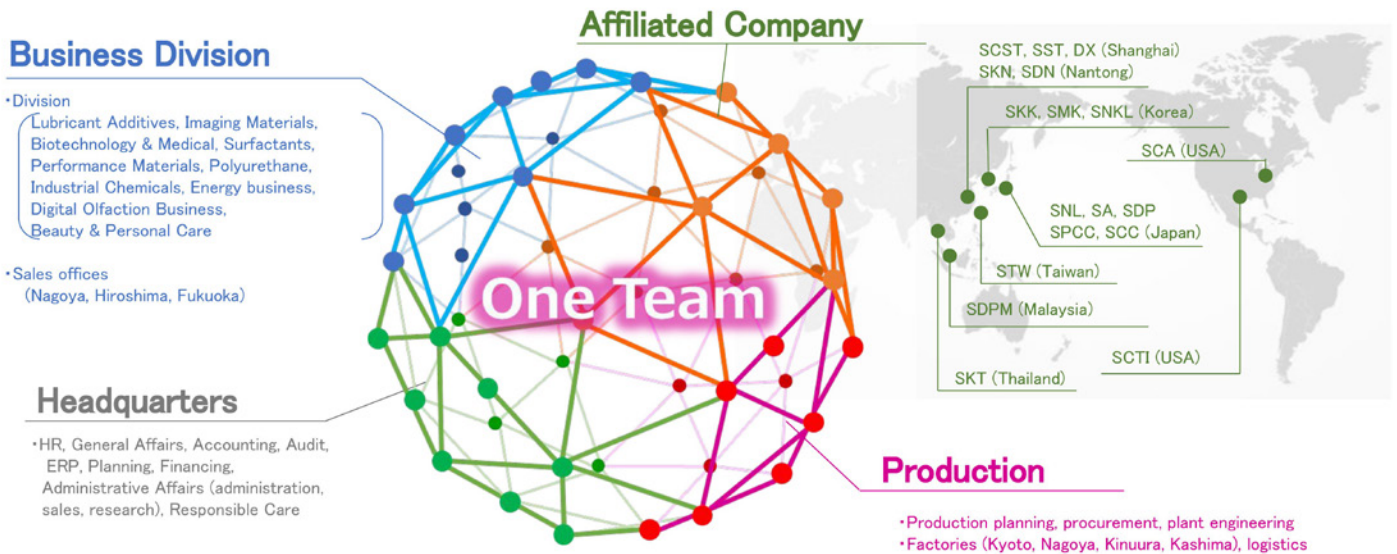 Business Division
・Division
Lubricant Additives, Imaging Materials,
Biotechnology & Medical, Surfactants,
Performance Materials, Polyurethane,
Industrial Chemicals, Energy business,
Digital Olfaction Business,
Beauty & Personal Care
・Sales offices
(Nagoya, Hiroshima, Fukuoka)
Affiliated Company
SCST, SST, DX (Shanghai)
SKN, SDN (Nantong)
SKK, SMK, SNKL (Korea)
SCA (USA)
SNL, SA, SDP
SPCC, SCC (Japan)
STW (Taiwan)
SDPM (Malaysia)
SCTI (USA)
SKT (Thailand)
One Team
Headquarters
・HR, General Affairs, Accounting, Audit,
ERP, Planning, Financing,
Administrative Affairs (administration,
sales, research), Responsible Care
Production
・Production planning, procurement, plant engineering
・Factories (Kyoto, Nagoya, Kinuura, Kashima), logistics